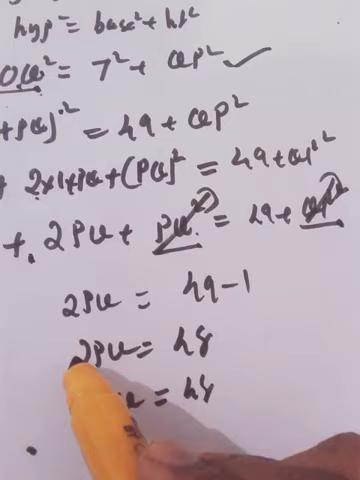 hyp² = base² + ht²
OQ² = 7² + QP²
+PQ)² = 49 + QP²
+ 2×1×PQ + (PQ)² = 49 + QP²
+ 2PQ + PQ² = 49 + QP²
2PQ = 49 - 1
2PQ = 48
= 48